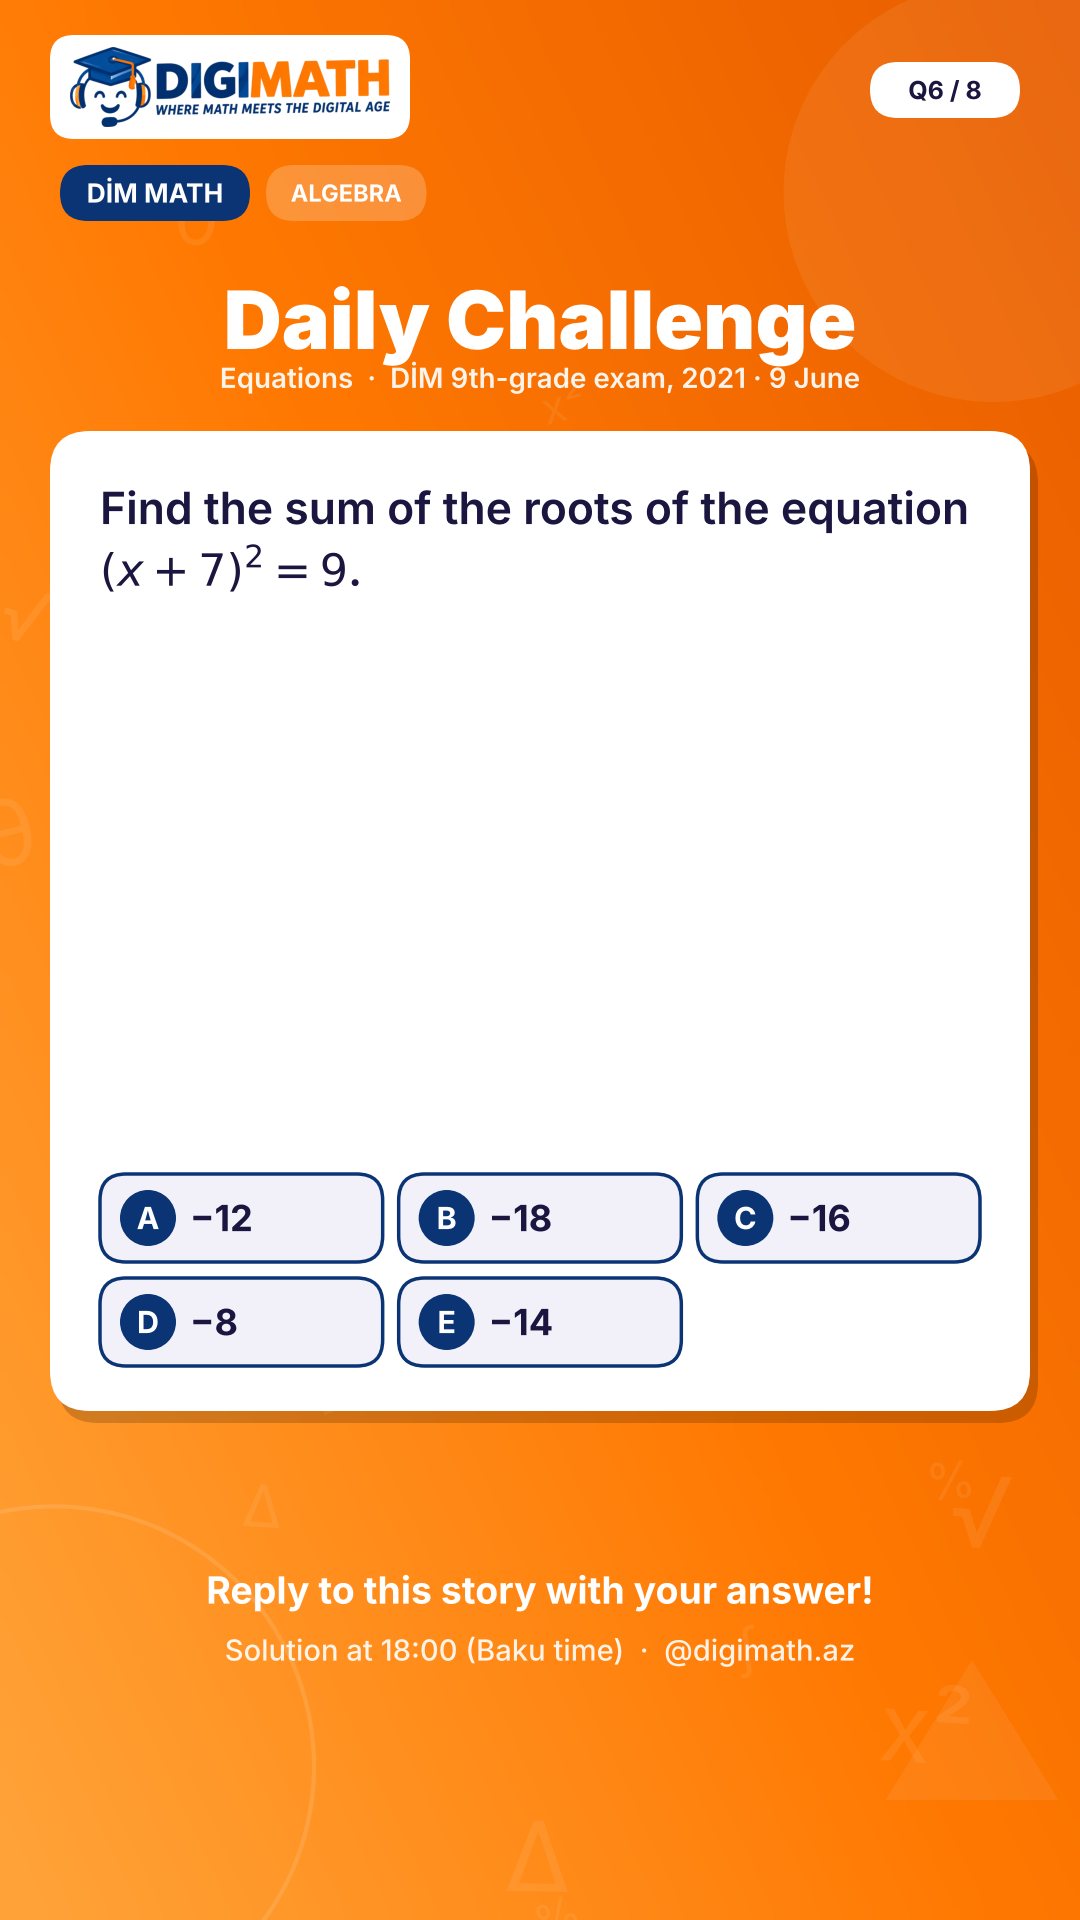 DIGIMATH
WHERE MATH MEETS THE DIGITAL AGE
Q6 / 8
DİM MATH
ALGEBRA
Daily Challenge
Equations · DİM 9th-grade exam, 2021 · 9 June
Find the sum of the roots of the equation
(x + 7)² = 9.
A −12
B −18
C −16
D −8
E −14
Reply to this story with your answer!
Solution at 18:00 (Baku time) · @digimath.az